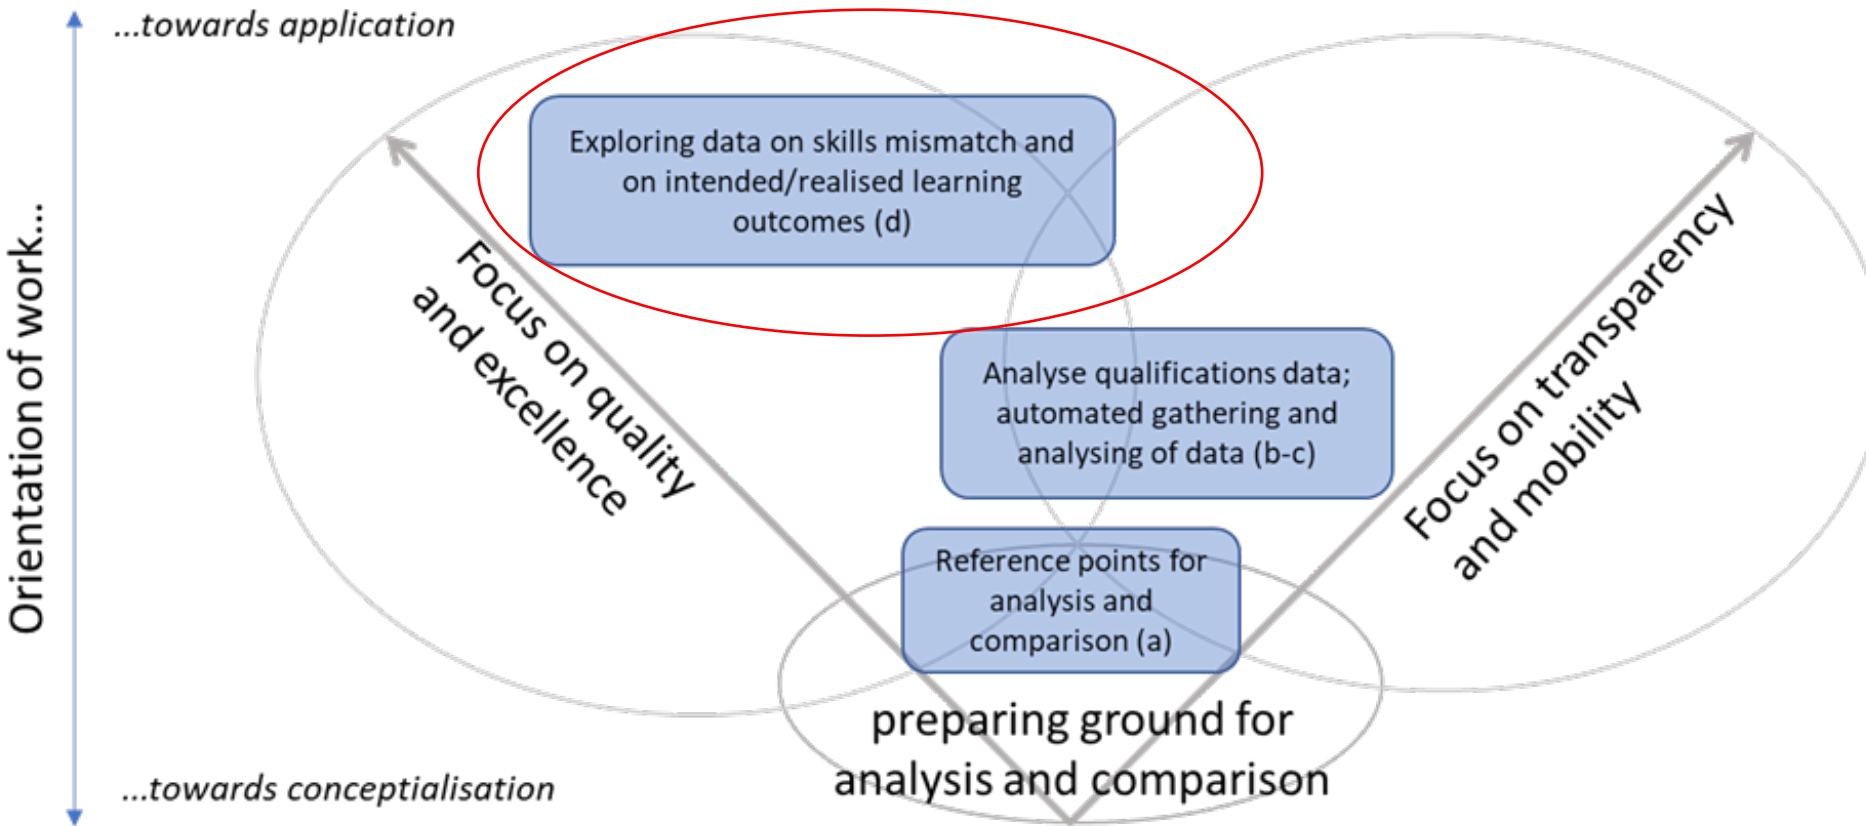 ...towards application
Exploring data on skills mismatch and
on intended/realised learning
outcomes (d)
Orientation of work...
Focus on quality
and excellence
Focus on transparency
and mobility
Analyse qualifications data;
automated gathering and
analysing of data (b-c)
Reference points for
analysis and
comparison (a)
preparing ground for
analysis and comparison
...towards conceptialisation